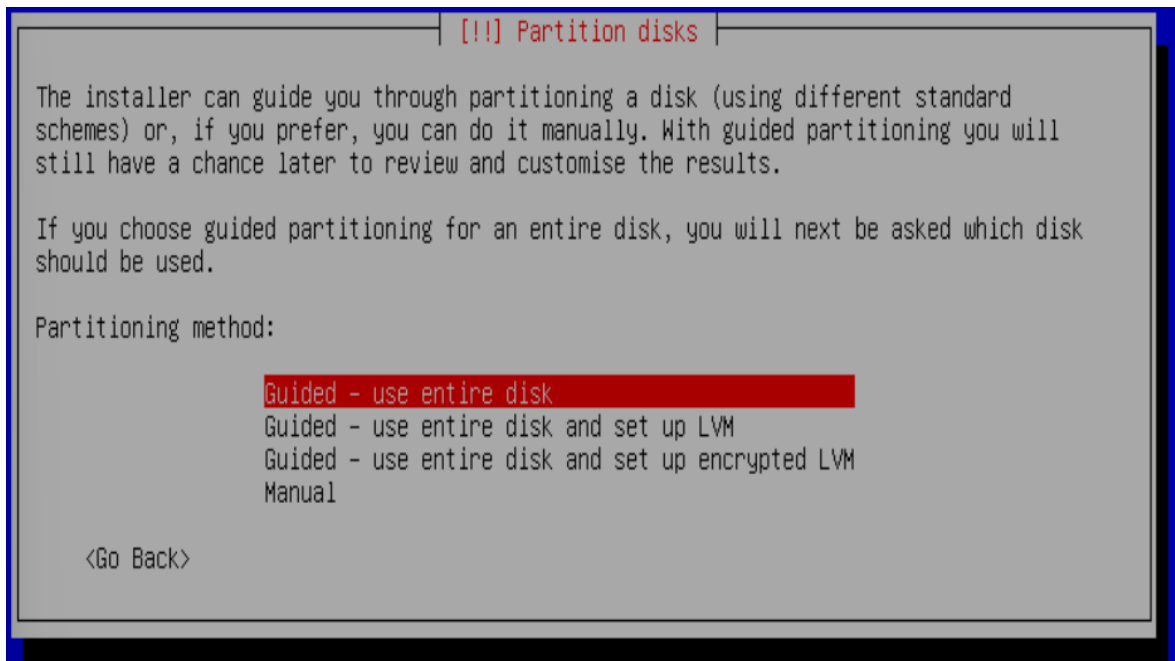 [!!] Partition disks
The installer can guide you through partitioning a disk (using different standard
schemes) or, if you prefer, you can do it manually. With guided partitioning you will
still have a chance later to review and customise the results.
If you choose guided partitioning for an entire disk, you will next be asked which disk
should be used.
Partitioning method:
Guided - use entire disk
Guided - use entire disk and set up LVM
Guided - use entire disk and set up encrypted LVM
Manual
<Go Back>